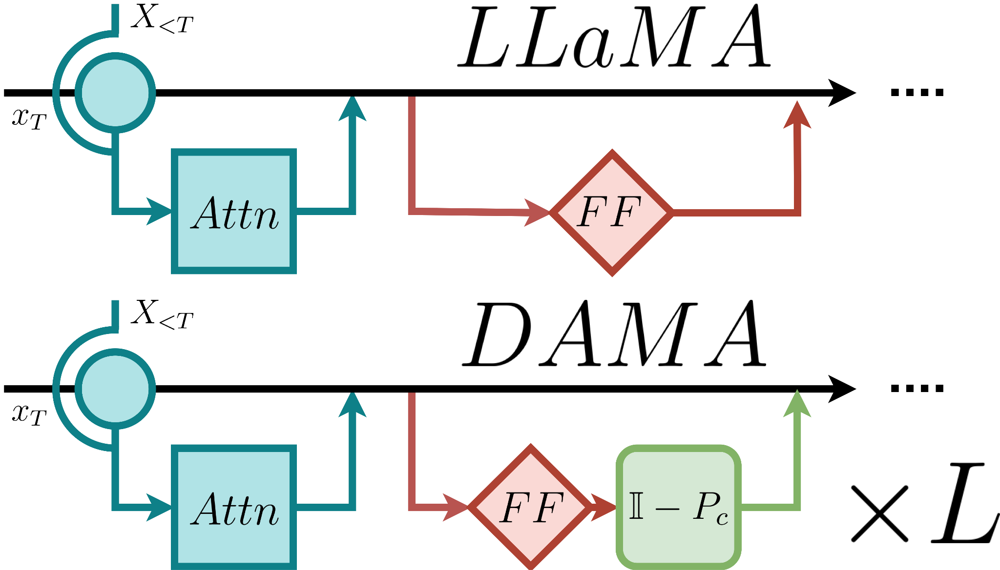 X_{<T}
LLaMA
x_T
Attn
FF
X_{<T}
DAMA
x_T
Attn
FF
𝕀 − P_c
× L